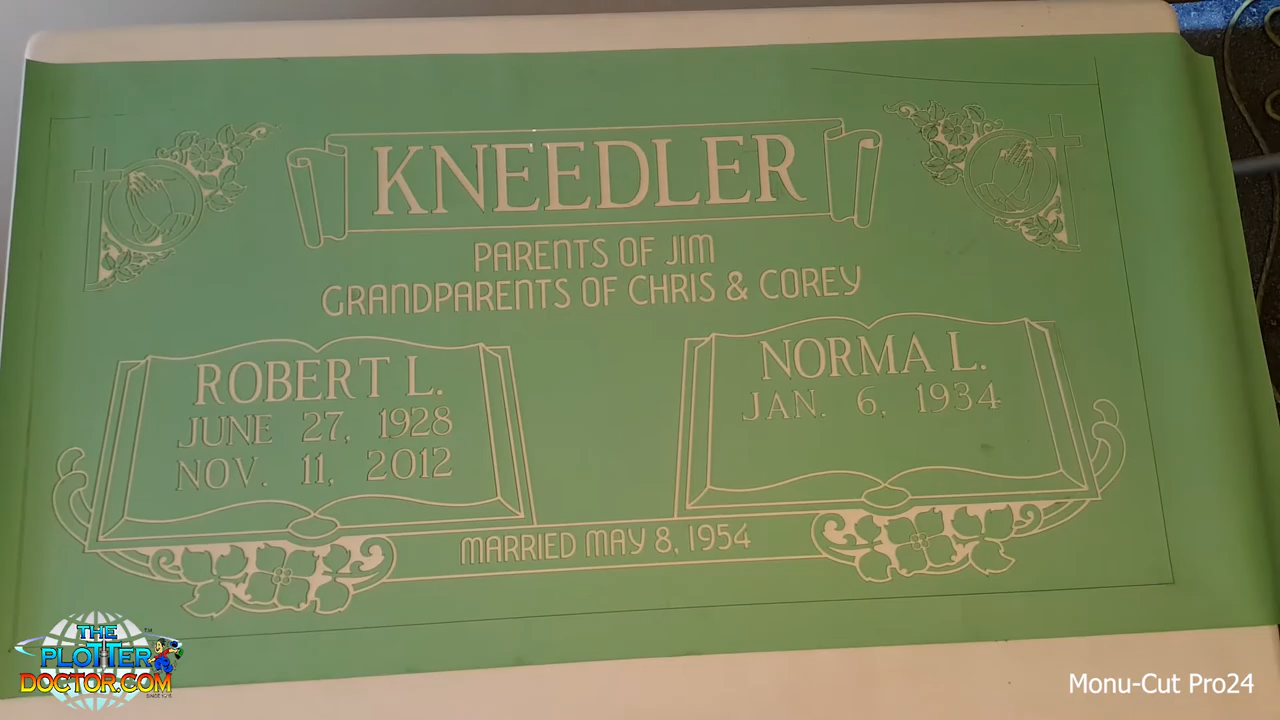 KNEEDLER
PARENTS OF JIM
GRANDPARENTS OF CHRIS & COREY
ROBERT L.
JUNE 27, 1928
NOV. 11, 2012
NORMA L.
JAN. 6, 1934
MARRIED MAY 8, 1954
THE
PLOTTER
DOCTOR.COM
Monu-Cut Pro24